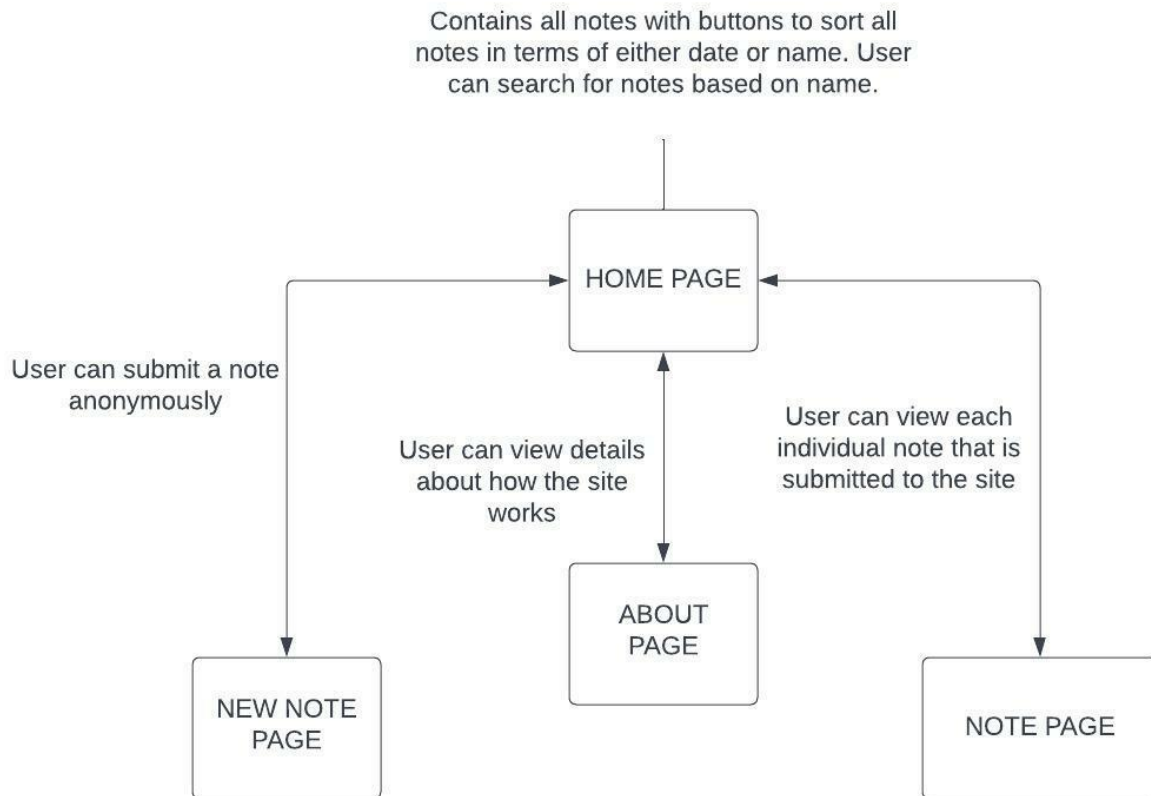 Contains all notes with buttons to sort all
notes in terms of either date or name. User
can search for notes based on name.
HOME PAGE
User can submit a note
anonymously
User can view details
about how the site
works
User can view each
individual note that is
submitted to the site
ABOUT
PAGE
NEW NOTE
PAGE
NOTE PAGE